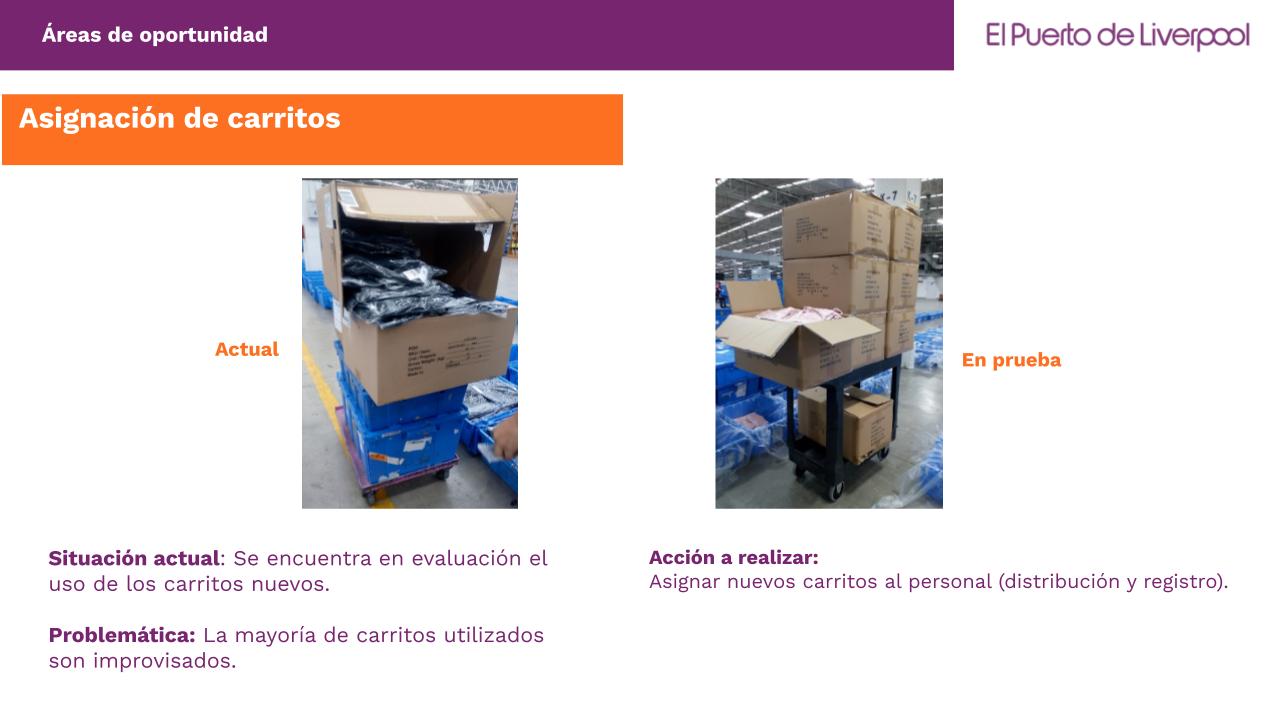 Áreas de oportunidad
El Puerto de Liverpool
Asignación de carritos
Actual
En prueba
Situación actual: Se encuentra en evaluación el
uso de los carritos nuevos.
Problemática: La mayoría de carritos utilizados
son improvisados.
Acción a realizar:
Asignar nuevos carritos al personal (distribución y registro).